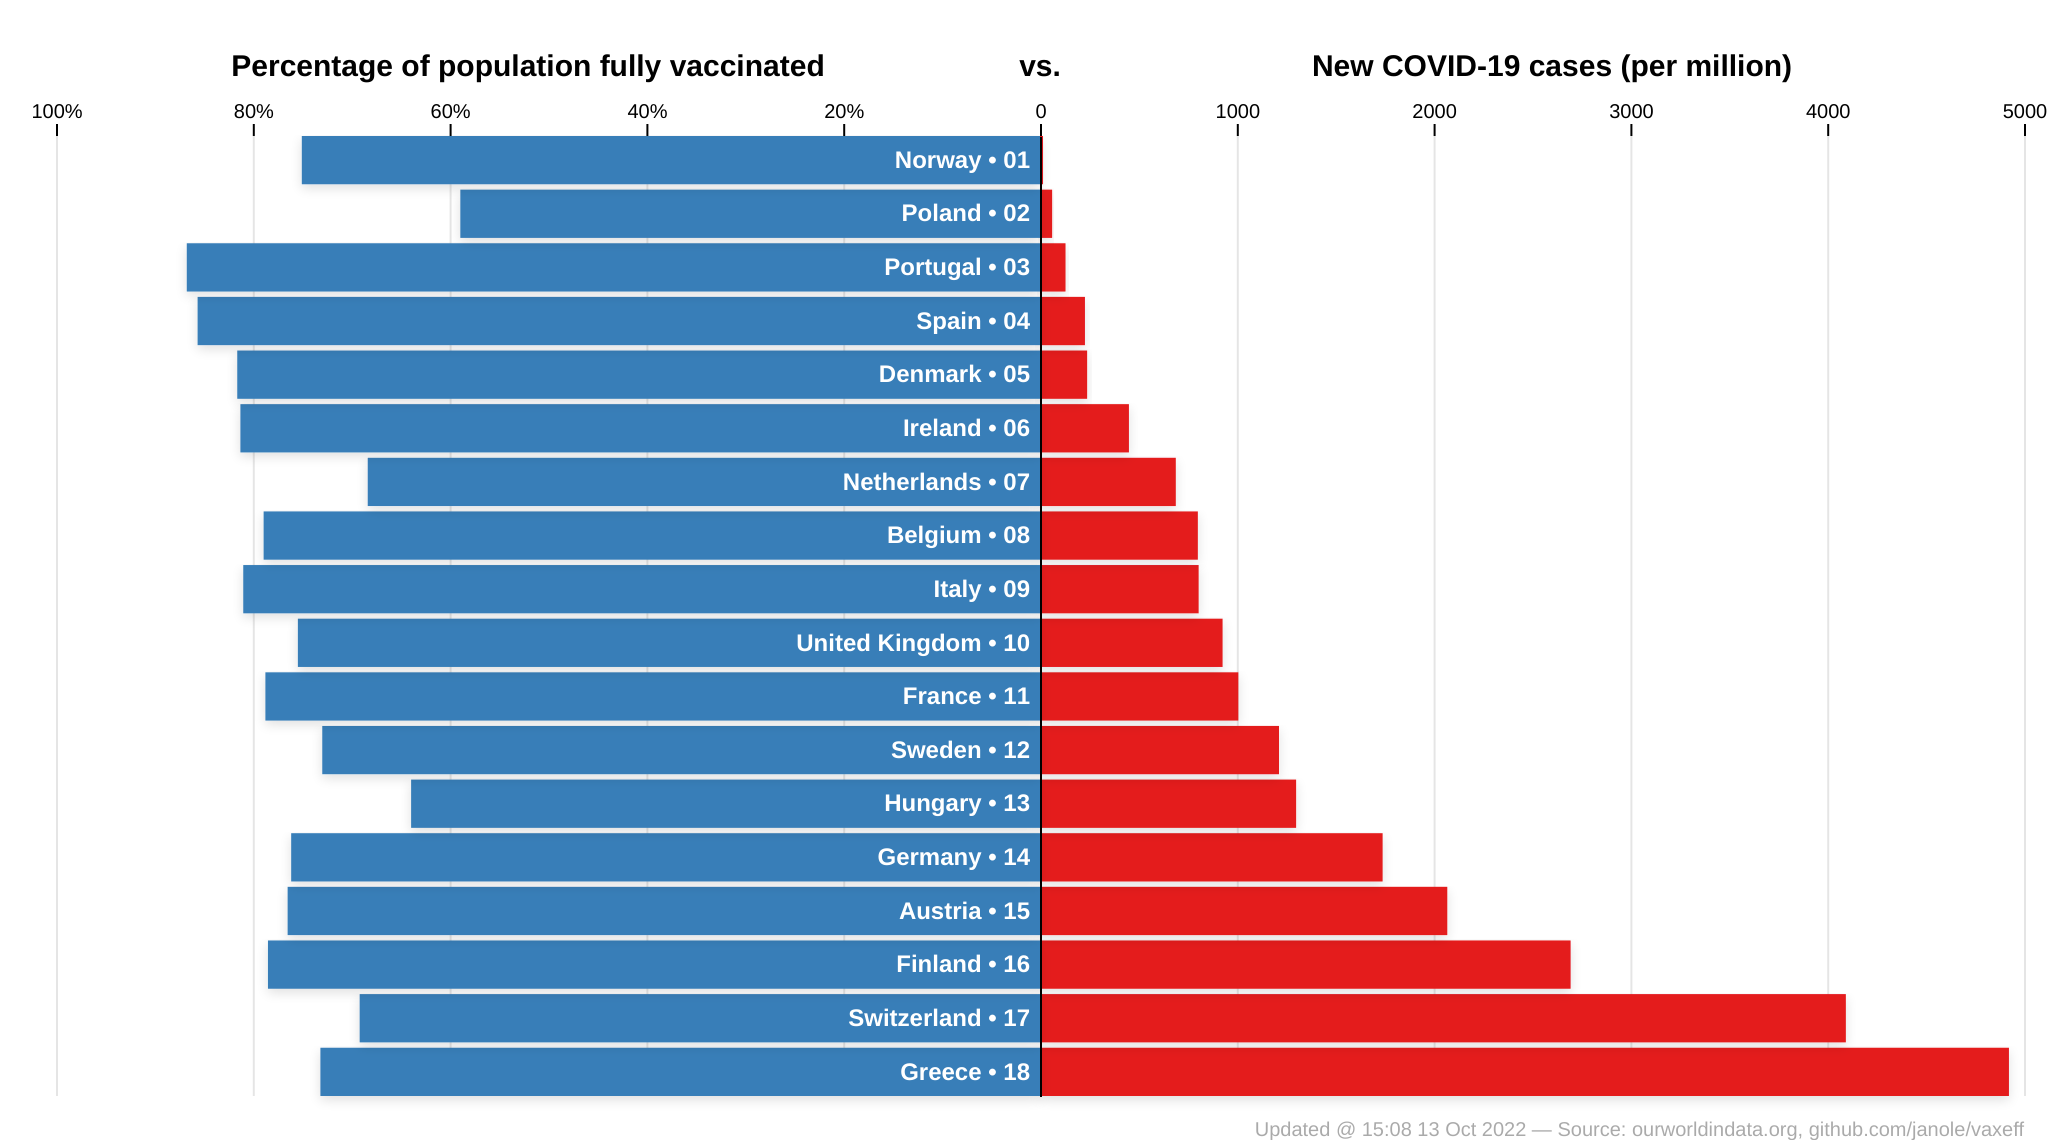 Percentage of population fully vaccinated vs. New COVID-19 cases (per million)
100% 80% 60% 40% 20% 0 1000 2000 3000 4000 5000
Norway • 01
Poland • 02
Portugal • 03
Spain • 04
Denmark • 05
Ireland • 06
Netherlands • 07
Belgium • 08
Italy • 09
United Kingdom • 10
France • 11
Sweden • 12
Hungary • 13
Germany • 14
Austria • 15
Finland • 16
Switzerland • 17
Greece • 18
Updated @ 15:08 13 Oct 2022 — Source: ourworldindata.org, github.com/janole/vaxeff